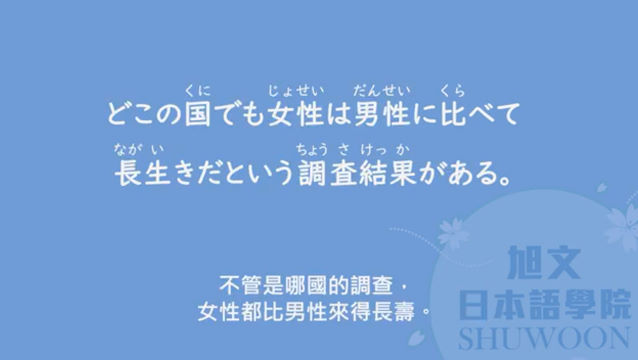 くに じょせい だんせい くら
どこの国でも女性は男性に比べて
なが い ちょう さ けっ か
長生きだという調査結果がある。
不管是哪國的調查，
女性都比男性來得長壽。
旭文
日本語學院
SHUWOON